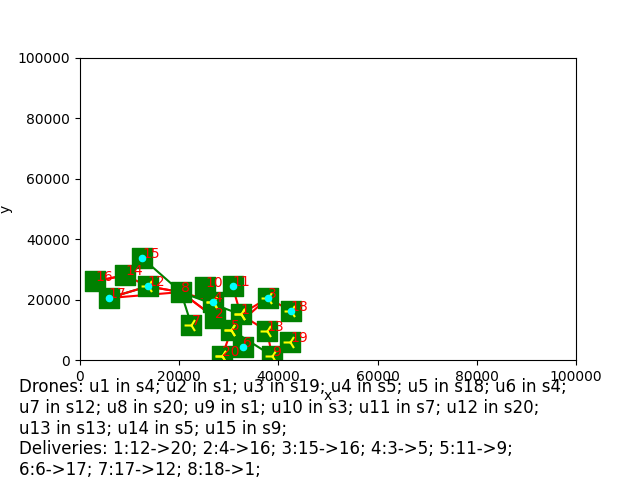 100000
80000
60000
40000
20000
0
y
0 20000 40000 60000 80000 100000
x
16
14
10
Drones: u1 in s4; u2 in s1; u3 in s19; u4 in s5; u5 in s18; u6 in s4;
u7 in s12; u8 in s20; u9 in s1; u10 in s3; u11 in s7; u12 in s20;
u13 in s13; u14 in s5; u15 in s9;
Deliveries: 1:12->20; 2:4->16; 3:15->16; 4:3->5; 5:11->9;
6:6->17; 7:17->12; 8:18->1;